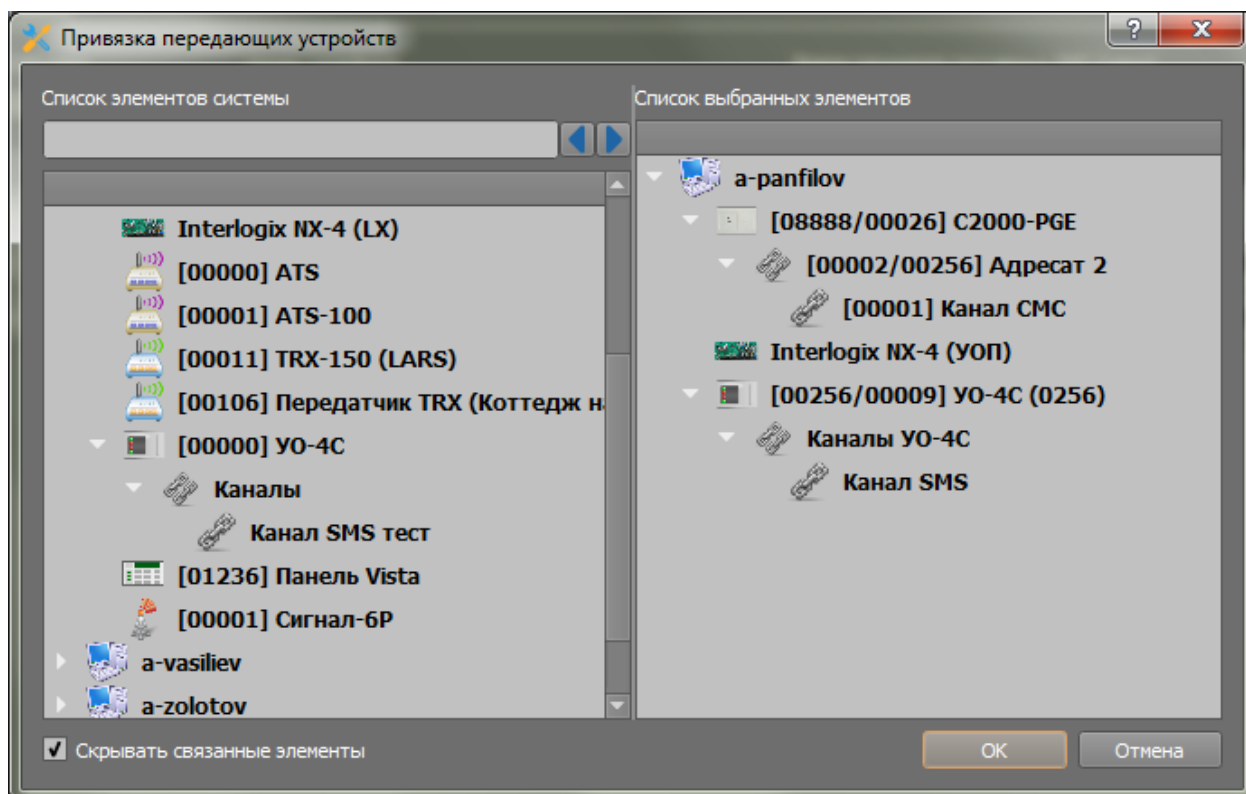 Привязка передающих устройств
Список элементов системы
Interlogix NX-4 (LX)
[00000] ATS
[00001] ATS-100
[00011] TRX-150 (LARS)
[00106] Передатчик TRX (Коттедж
[00000] УО-4С
Каналы
Канал SMS тест
[01236] Панель Vista
[00001] Сигнал-6Р
a-vasiliev
a-zolotov
Скрывать связанные элементы
Список выбранных элементов
a-panfilov
[08888/00026] C2000-PGE
[00002/00256] Адресат 2
[00001] Канал СМС
Interlogix NX-4 (УОП)
[00256/00009] УО-4С (0256)
Каналы УО-4С
Канал SMS
OK
Отмена